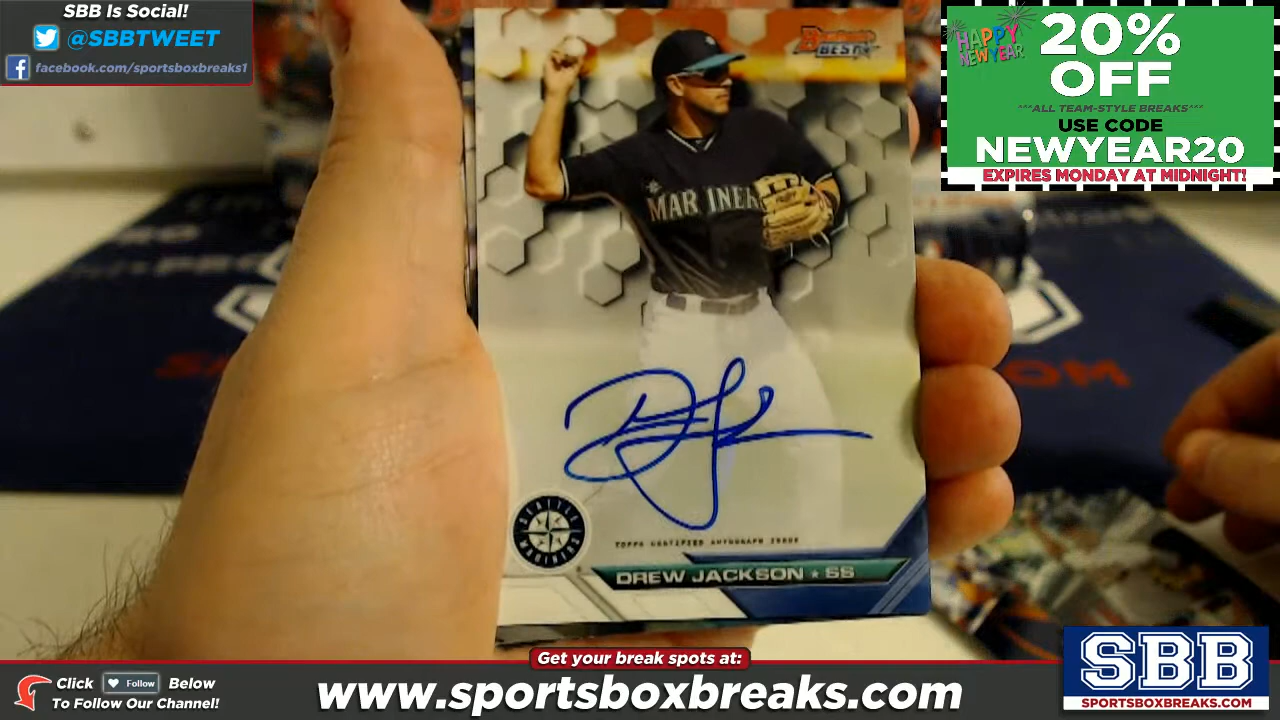 SBB Is Social!
@SBBTWEET
facebook.com/sportsboxbreaks1
HAPPY
NEW YEAR
20%
OFF
***ALL TEAM-STYLE BREAKS***
USE CODE
NEWYEAR20
EXPIRES MONDAY AT MIDNIGHT!
Bowman's
BEST
MARINER
SEATTLE
MARINERS
TOPPS CERTIFIED AUTOGRAPH ISSUE
DREW JACKSON ★ SS
Get your break spots at:
Click Follow Below
To Follow Our Channel!
www.sportsboxbreaks.com
SBB
SPORTSBOXBREAKS.COM